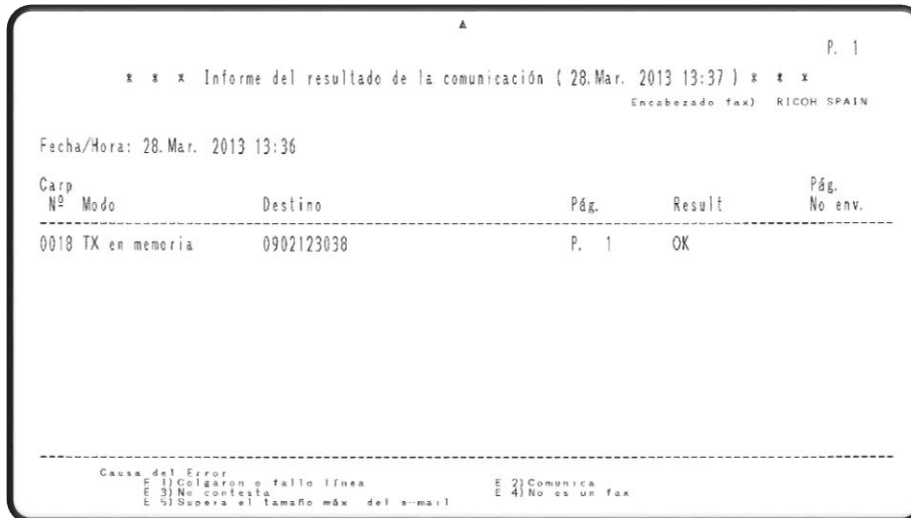 P. 1
* * * Informe del resultado de la comunicación ( 28.Mar. 2013 13:37 ) * * *
Encabezado fax) RICOH SPAIN
Fecha/Hora: 28.Mar. 2013 13:36
Carp Pág.
Nº Modo Destino Pág. Result No env.
0018 TX en memoria 0902123038 P. 1 OK
Causa del Error
E 1)Colgaron o fallo línea E 2)Comunica
E 3)No contesta E 4)No es un fax
E 5)Supera el tamaño máx del e-mail